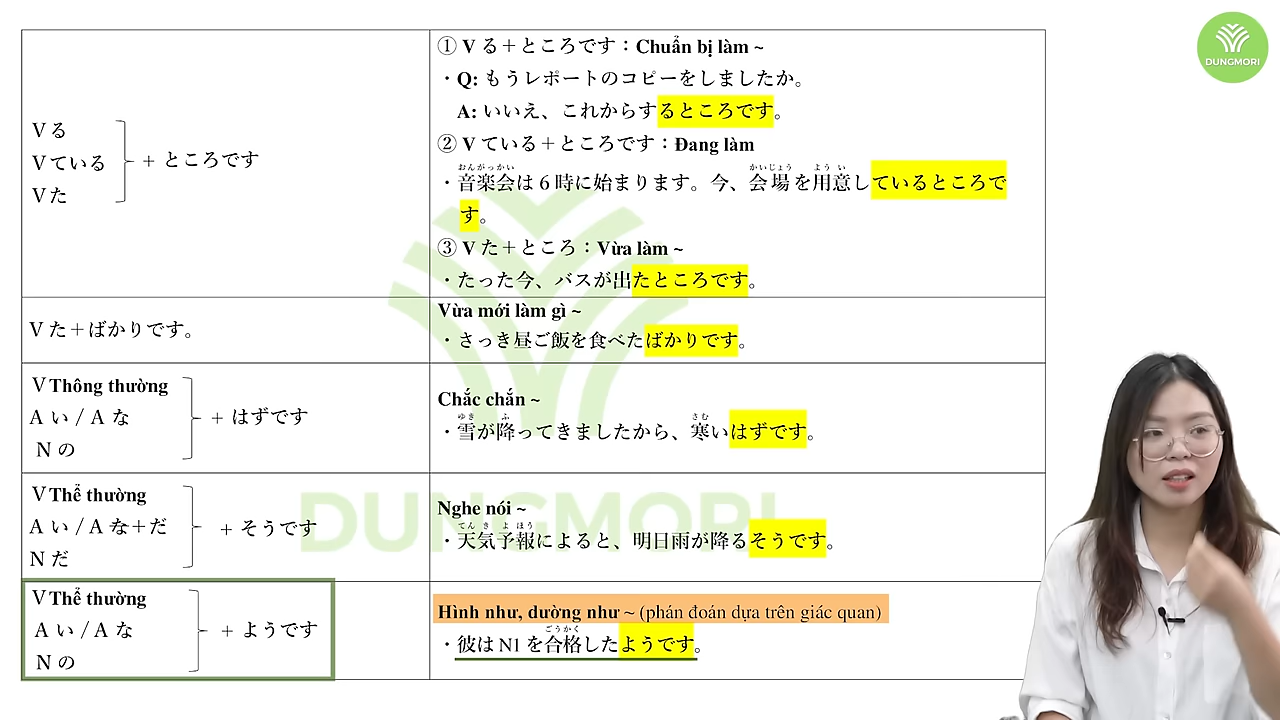 Vる
Vている
Vた
+ ところです
① Vる＋ところです：Chuẩn bị làm ~
・Q: もうレポートのコピーをしましたか。
A: いいえ、これからするところです。
② Vている＋ところです：Đang làm
おんがっかい かいじょう ようい
・音楽会は６時に始まります。今、会場を用意しているところで
す。
③ Vた＋ところ：Vừa làm ~
・たった今、バスが出たところです。
Vた＋ばかりです。
Vừa mới làm gì ~
・さっき昼ご飯を食べたばかりです。
V Thông thường
Aい / Aな
Nの
+ はずです
Chắc chắn ~
ゆき ふ さむ
・雪が降ってきましたから、寒いはずです。
V Thể thường
Aい / Aな＋だ
Nだ
+ そうです
Nghe nói ~
てんきよほう
・天気予報によると、明日雨が降るそうです。
V Thể thường
Aい / Aな
Nの
+ ようです
Hình như, dường như ~ (phán đoán dựa trên giác quan)
ごうかく
・彼は N1 を合格したようです。
DUNGMORI
DUNGMORI